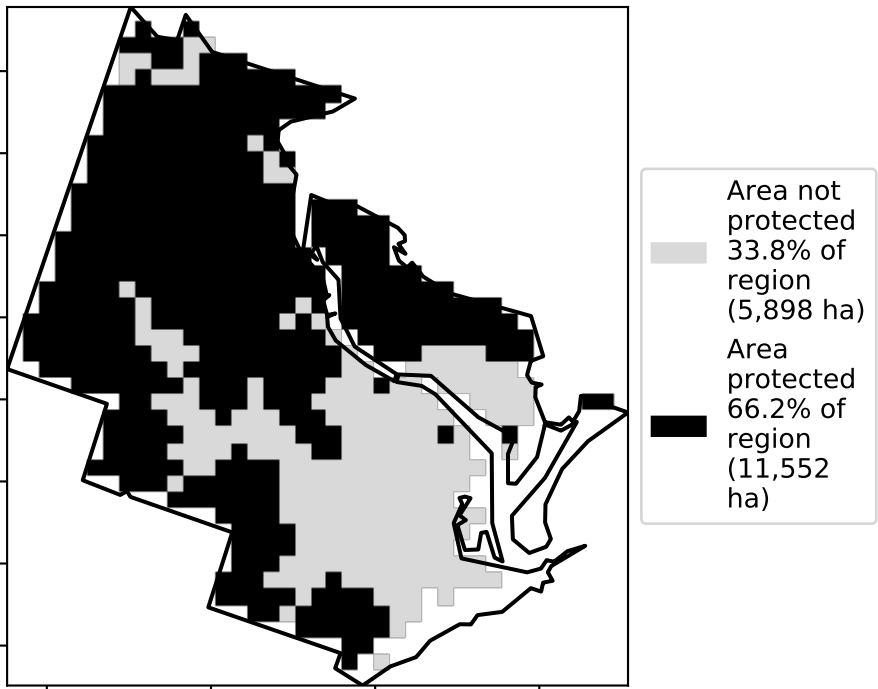 Area not
protected
33.8% of
region
(5,898 ha)
Area
protected
66.2% of
region
(11,552
ha)